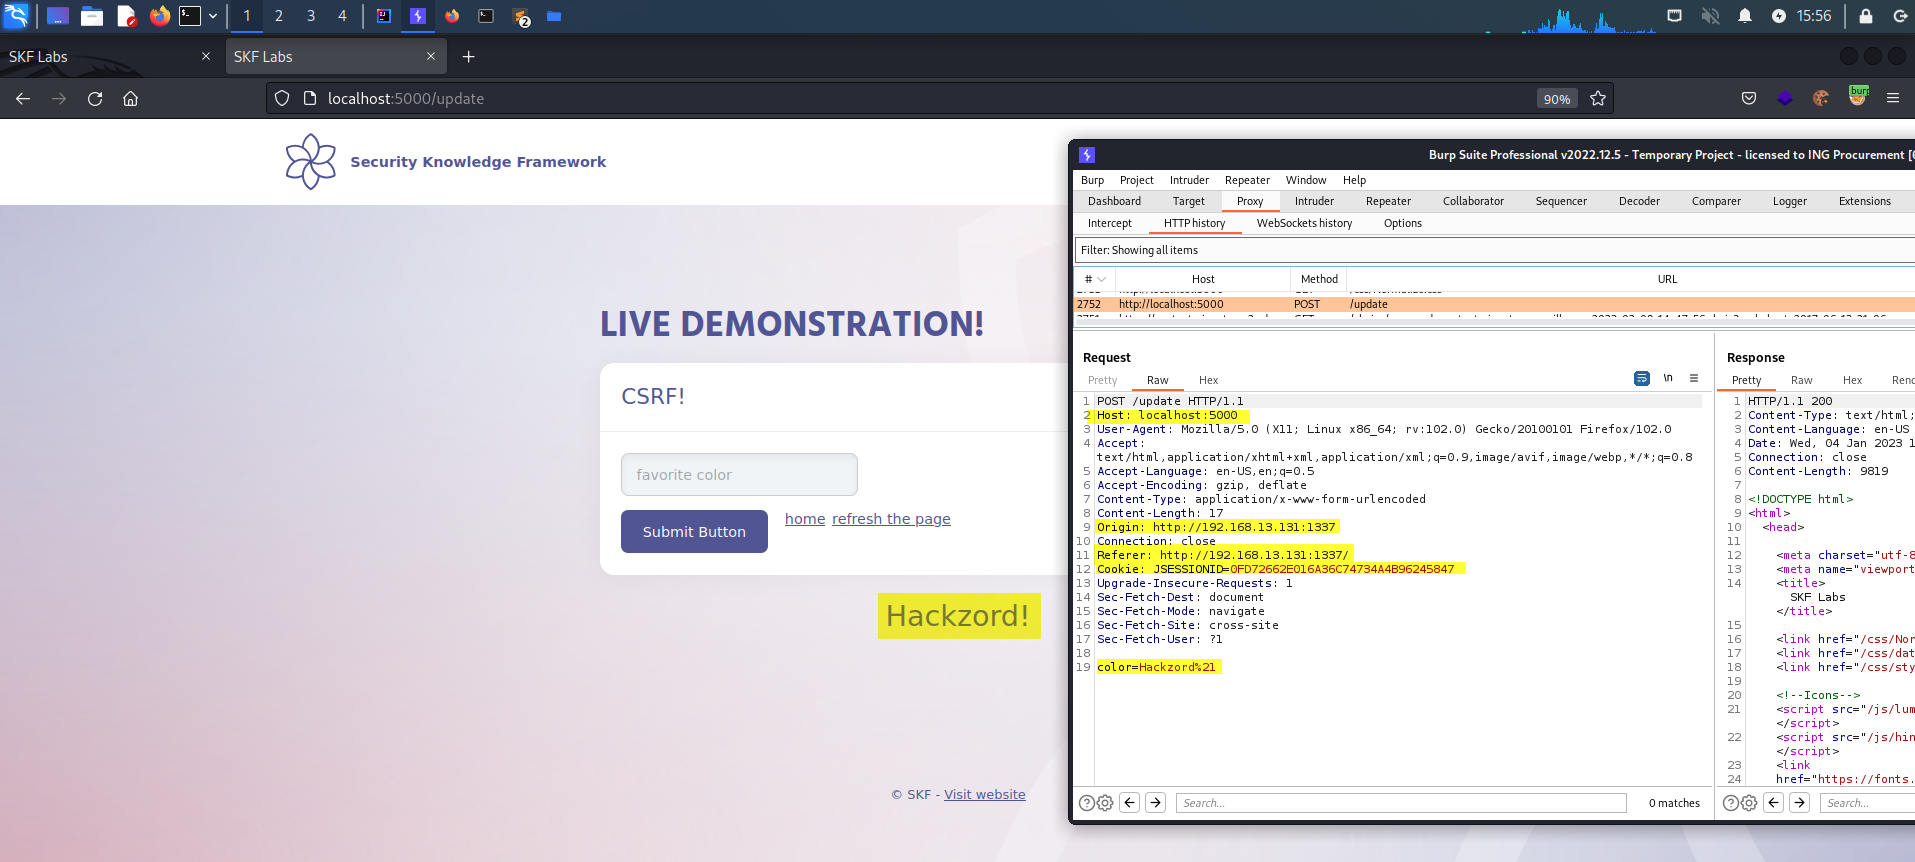 1 2 3 4
2
15:56
SKF Labs
SKF Labs
localhost:5000/update
90%
burp
Security Knowledge Framework
LIVE DEMONSTRATION!
CSRF!
favorite color
Submit Button home refresh the page
Hackzord!
© SKF - Visit website
Burp Suite Professional v2022.12.5 - Temporary Project - licensed to ING Procurement [
Burp Project Intruder Repeater Window Help
Dashboard Target Proxy Intruder Repeater Collaborator Sequencer Decoder Comparer Logger Extensions
Intercept HTTP history WebSockets history Options
Filter: Showing all items
# Host Method URL
2752 http://localhost:5000 POST /update
Request
Pretty Raw Hex
\n
1 POST /update HTTP/1.1
2 Host: localhost:5000
3 User-Agent: Mozilla/5.0 (X11; Linux x86_64; rv:102.0) Gecko/20100101 Firefox/102.0
4 Accept:
text/html,application/xhtml+xml,application/xml;q=0.9,image/avif,image/webp,*/*;q=0.8
5 Accept-Language: en-US,en;q=0.5
6 Accept-Encoding: gzip, deflate
7 Content-Type: application/x-www-form-urlencoded
8 Content-Length: 17
9 Origin: http://192.168.13.131:1337
10 Connection: close
11 Referer: http://192.168.13.131:1337/
12 Cookie: JSESSIONID=0FD72662E016A36C74734A4B96245847
13 Upgrade-Insecure-Requests: 1
14 Sec-Fetch-Dest: document
15 Sec-Fetch-Mode: navigate
16 Sec-Fetch-Site: cross-site
17 Sec-Fetch-User: ?1
18
19 color=Hackzord%21
Search... 0 matches
Response
Pretty Raw Hex Ren
1 HTTP/1.1 200
2 Content-Type: text/html;
3 Content-Language: en-US
4 Date: Wed, 04 Jan 2023 1
5 Connection: close
6 Content-Length: 9819
7
8 <!DOCTYPE html>
9 <html>
10 <head>
11
12 <meta charset="utf-8
13 <meta name="viewport
14 <title>
SKF Labs
</title>
15
16 <link href="/css/Nor
17 <link href="/css/dat
18 <link href="/css/sty
19
20 <!--Icons-->
21 <script src="/js/lum
</script>
22 <script src="/js/hin
</script>
23 <link
24 href="https://fonts.
Search...